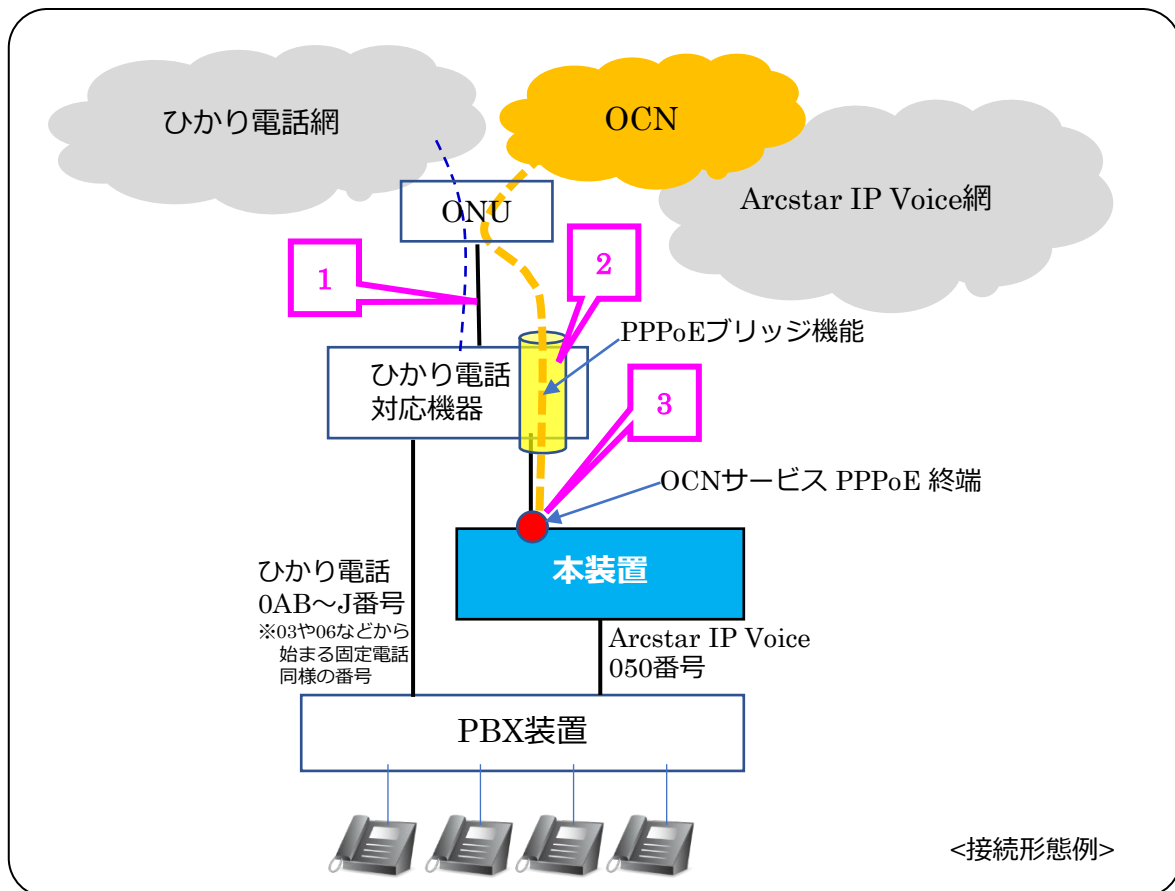 ひかり電話網
OCN
Arcstar IP Voice網
ONU
1
2
PPPoEブリッジ機能
ひかり電話
対応機器
3
OCNサービス PPPoE 終端
本装置
ひかり電話
0AB～J番号
※03や06などから
始まる固定電話
同様の番号
Arcstar IP Voice
050番号
PBX装置
<接続形態例>